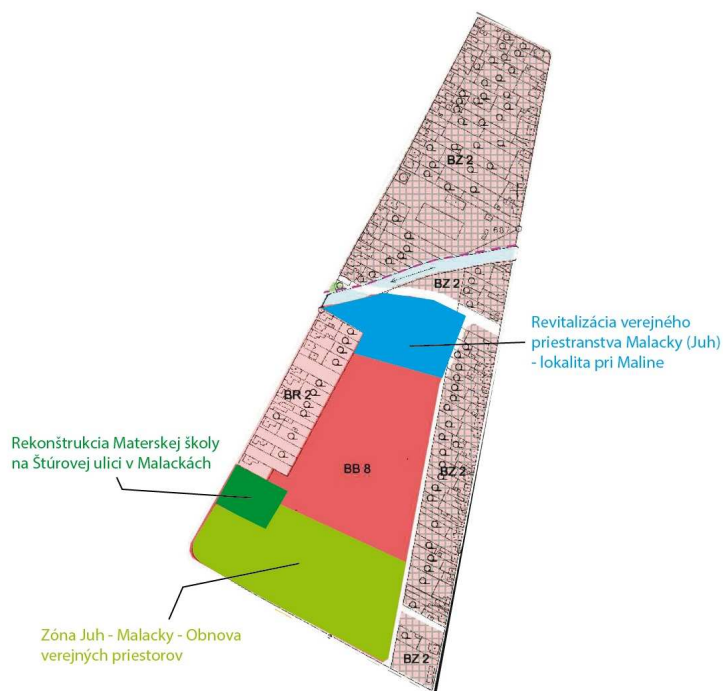 BZ 2
BZ 2
Revitalizácia verejného
priestranstva Malacky (Juh)
- lokalita pri Maline
BR 2
Rekonštrukcia Materskej školy
na Štúrovej ulici v Malackách
BB 8
BZ 2
Zóna Juh - Malacky - Obnova
verejných priestorov
BZ 2